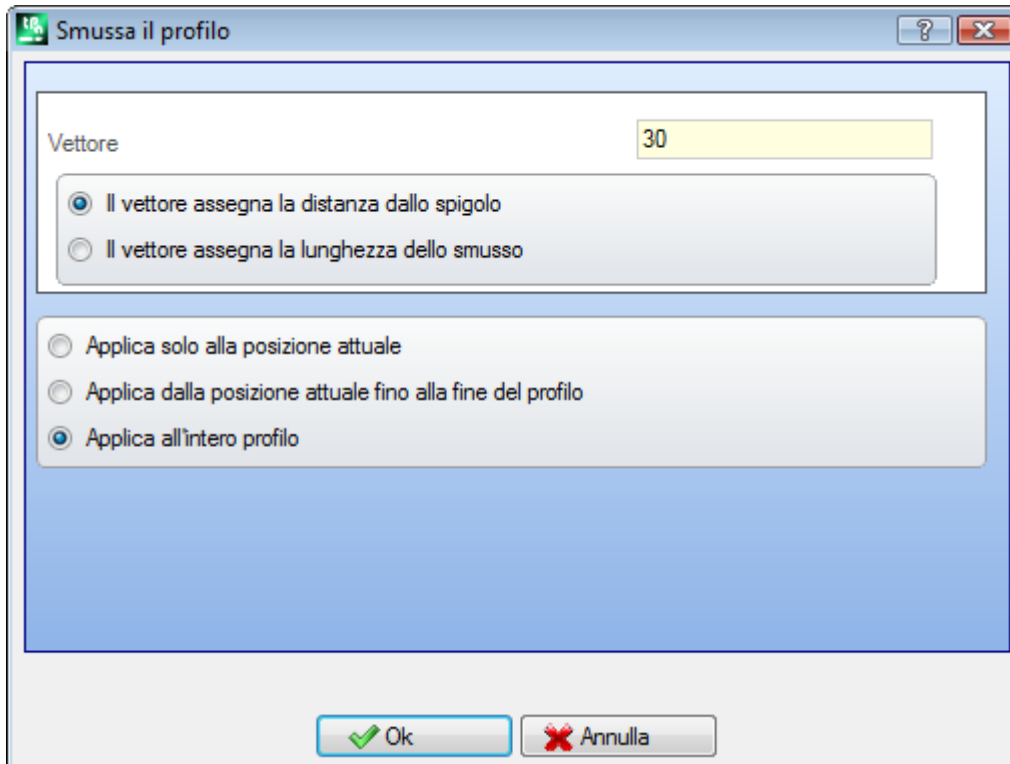 Smussa il profilo
Vettore
30
Il vettore assegna la distanza dallo spigolo
Il vettore assegna la lunghezza dello smusso
Applica solo alla posizione attuale
Applica dalla posizione attuale fino alla fine del profilo
Applica all'intero profilo
Ok
Annulla